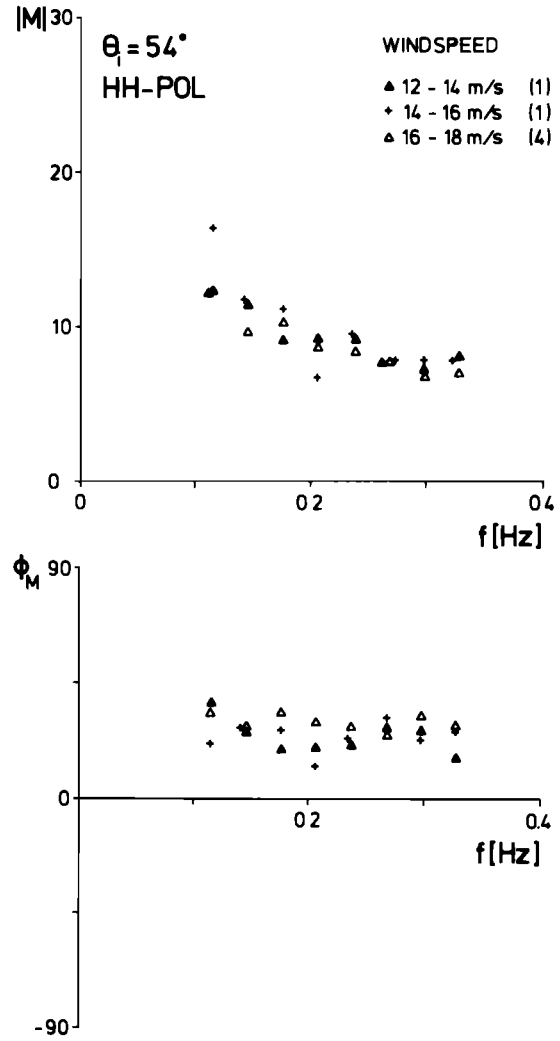 |M| 30
θi = 54°
HH-POL
WINDSPEED
▲ 12 - 14 m/s (1)
+ 14 - 16 m/s (1)
△ 16 - 18 m/s (4)
20
10
0
0 0 2 0 4
f [Hz]
Φ M 90
0
0 2 0.4
f [Hz]
-90